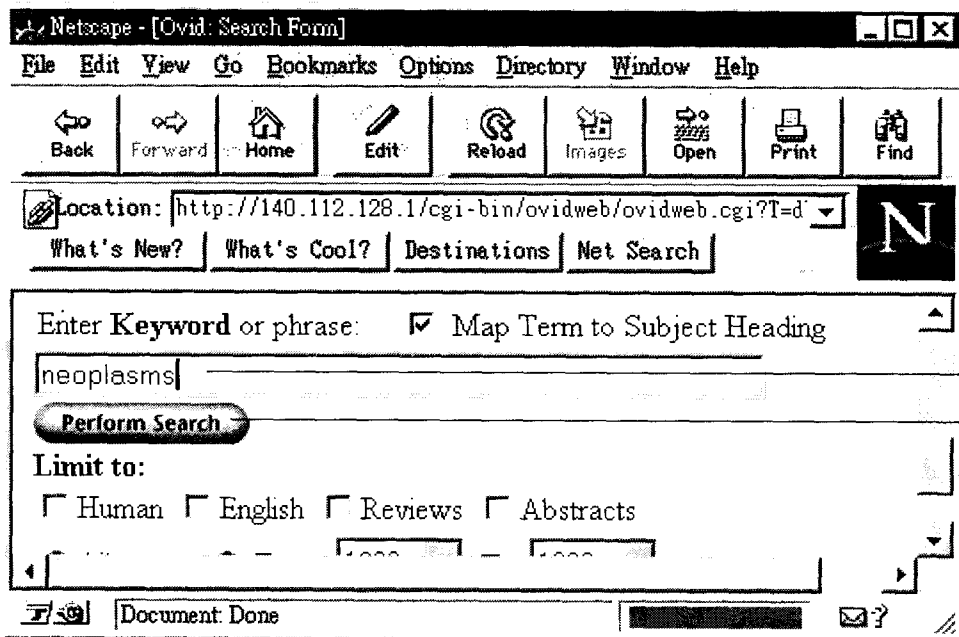 Netscape - [Ovid: Search Form]
File Edit View Go Bookmarks Options Directory Window Help
Back Forward Home Edit Reload Images Open Print Find
Location: http://140.112.128.1/cgi-bin/ovidweb/ovidweb.cgi?T=d
What's New? What's Cool? Destinations Net Search
N
Enter Keyword or phrase: Map Term to Subject Heading
neoplasms
Perform Search
Limit to:
Human English Reviews Abstracts
Document: Done